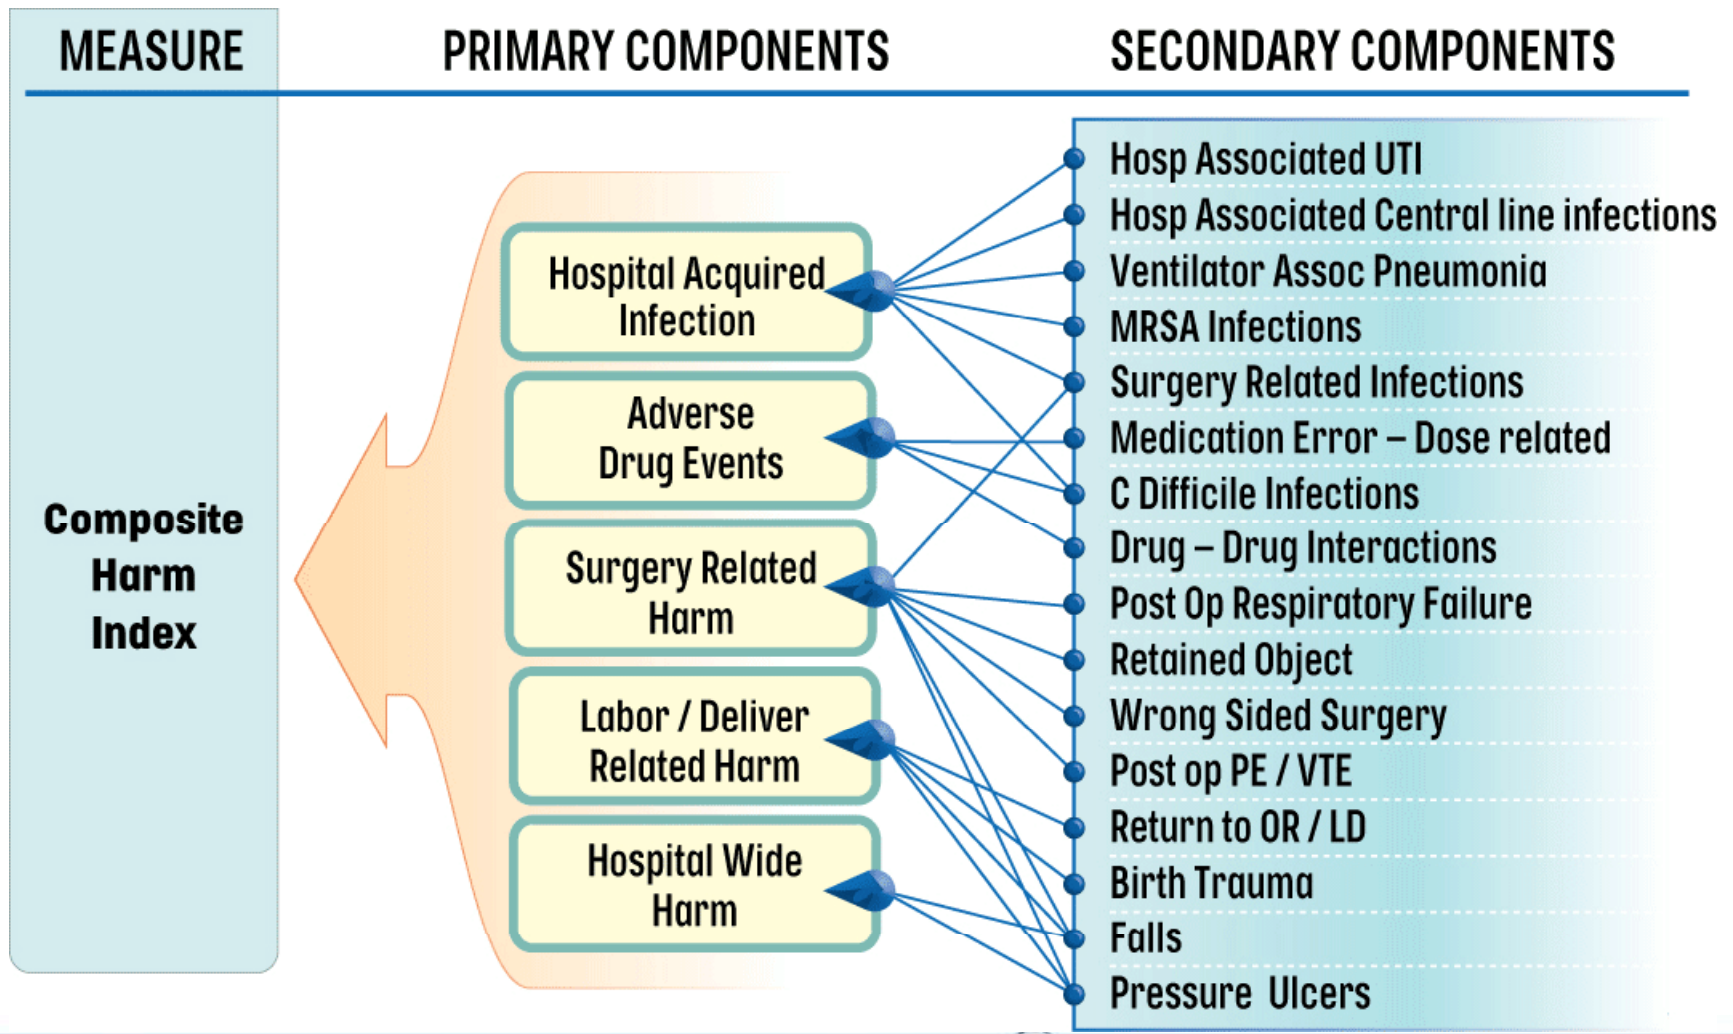 MEASURE
PRIMARY COMPONENTS
SECONDARY COMPONENTS
Composite
Harm
Index
Hospital Acquired
Infection
Adverse
Drug Events
Surgery Related
Harm
Labor / Deliver
Related Harm
Hospital Wide
Harm
Hosp Associated UTI
Hosp Associated Central line infections
Ventilator Assoc Pneumonia
MRSA Infections
Surgery Related Infections
Medication Error – Dose related
C Difficile Infections
Drug – Drug Interactions
Post Op Respiratory Failure
Retained Object
Wrong Sided Surgery
Post op PE / VTE
Return to OR / LD
Birth Trauma
Falls
Pressure Ulcers